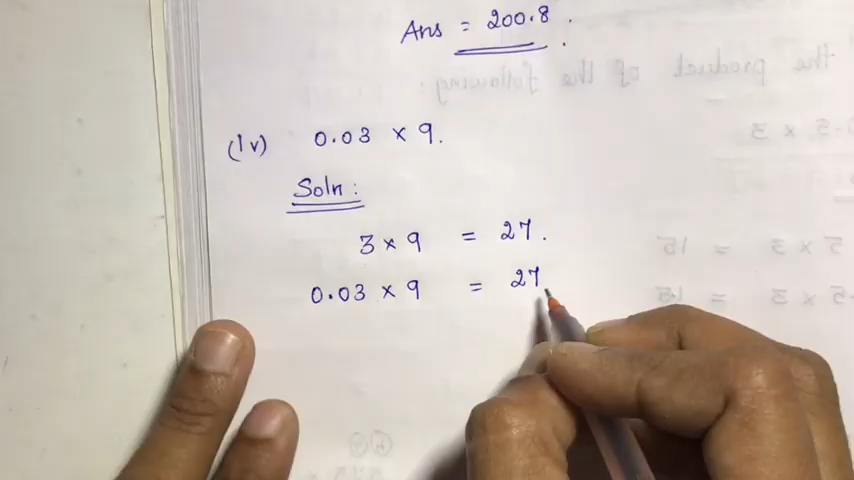 Ans = 200.8.
(iv) 0.03 × 9.
Soln:
3 × 9 = 27.
0.03 × 9 = 27